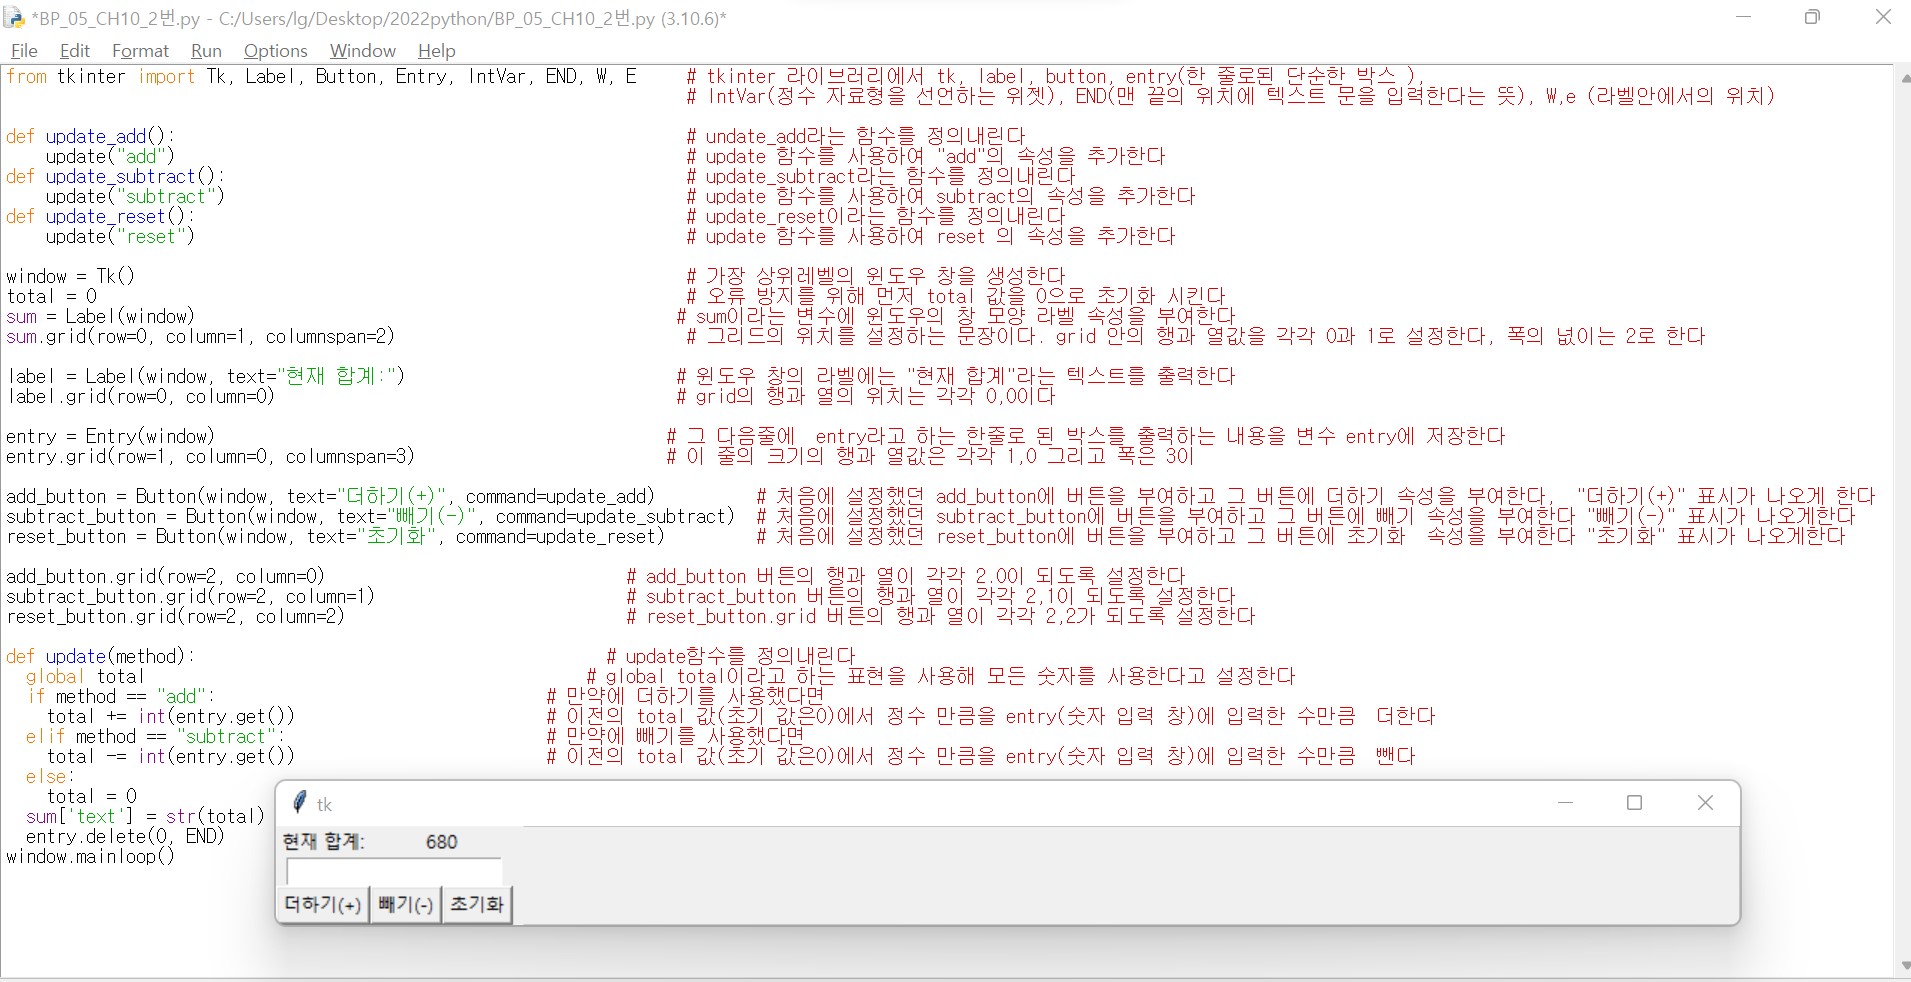 *BP_05_CH10_2번.py - C:/Users/lg/Desktop/2022python/BP_05_CH10_2번.py (3.10.6)*
File Edit Format Run Options Window Help
from tkinter import Tk, Label, Button, Entry, IntVar, END, W, E # tkinter 라이브러리에서 tk, label, button, entry(한 줄로된 단순한 박스 ),
# IntVar(정수 자료형을 선언하는 위젯), END(맨 끝의 위치에 텍스트 문을 입력한다는 뜻), W,e (라벨안에서의 위치)
def update_add(): # undate_add라는 함수를 정의내린다
update("add") # update 함수를 사용하여 "add"의 속성을 추가한다
def update_subtract(): # update_subtract라는 함수를 정의내린다
update("subtract") # update 함수를 사용하여 subtract의 속성을 추가한다
def update_reset(): # update_reset이라는 함수를 정의내린다
update("reset") # update 함수를 사용하여 reset 의 속성을 추가한다
window = Tk() # 가장 상위레벨의 윈도우 창을 생성한다
total = 0 # 오류 방지를 위해 먼저 total 값을 0으로 초기화 시킨다
sum = Label(window) # sum이라는 변수에 윈도우의 창 모양 라벨 속성을 부여한다
sum.grid(row=0, column=1, columnspan=2) # 그리드의 위치를 설정하는 문장이다. grid 안의 행과 열값을 각각 0과 1로 설정한다, 폭의 넓이는 2로 한다
label = Label(window, text="현재 합계:") # 윈도우 창의 라벨에는 "현재 합계"라는 텍스트를 출력한다
label.grid(row=0, column=0) # grid의 행과 열의 위치는 각각 0,0이다
entry = Entry(window) # 그 다음줄에 entry라고 하는 한줄로 된 박스를 출력하는 내용을 변수 entry에 저장한다
entry.grid(row=1, column=0, columnspan=3) # 이 줄의 크기의 행과 열값은 각각 1,0 그리고 폭은 3이
add_button = Button(window, text="더하기(+)", command=update_add) # 처음에 설정했던 add_button에 버튼을 부여하고 그 버튼에 더하기 속성을 부여한다, "더하기(+)" 표시가 나오게 한다
subtract_button = Button(window, text="빼기(-)", command=update_subtract) # 처음에 설정했던 subtract_button에 버튼을 부여하고 그 버튼에 빼기 속성을 부여한다 "빼기(-)" 표시가 나오게한다
reset_button = Button(window, text="초기화", command=update_reset) # 처음에 설정했던 reset_button에 버튼을 부여하고 그 버튼에 초기화 속성을 부여한다 "초기화" 표시가 나오게한다
add_button.grid(row=2, column=0) # add_button 버튼의 행과 열이 각각 2.0이 되도록 설정한다
subtract_button.grid(row=2, column=1) # subtract_button 버튼의 행과 열이 각각 2,1이 되도록 설정한다
reset_button.grid(row=2, column=2) # reset_button.grid 버튼의 행과 열이 각각 2,2가 되도록 설정한다
def update(method): # update함수를 정의내린다
global total # global total이라고 하는 표현을 사용해 모든 숫자를 사용한다고 설정한다
if method == "add": # 만약에 더하기를 사용했다면
total += int(entry.get()) # 이전의 total 값(초기 값은0)에서 정수 만큼을 entry(숫자 입력 창)에 입력한 수만큼 더한다
elif method == "subtract": # 만약에 빼기를 사용했다면
total -= int(entry.get()) # 이전의 total 값(초기 값은0)에서 정수 만큼을 entry(숫자 입력 창)에 입력한 수만큼 뺀다
else:
total = 0
sum['text'] = str(total)
entry.delete(0, END)
window.mainloop()
tk
현재 합계: 680
더하기(+) 빼기(-) 초기화